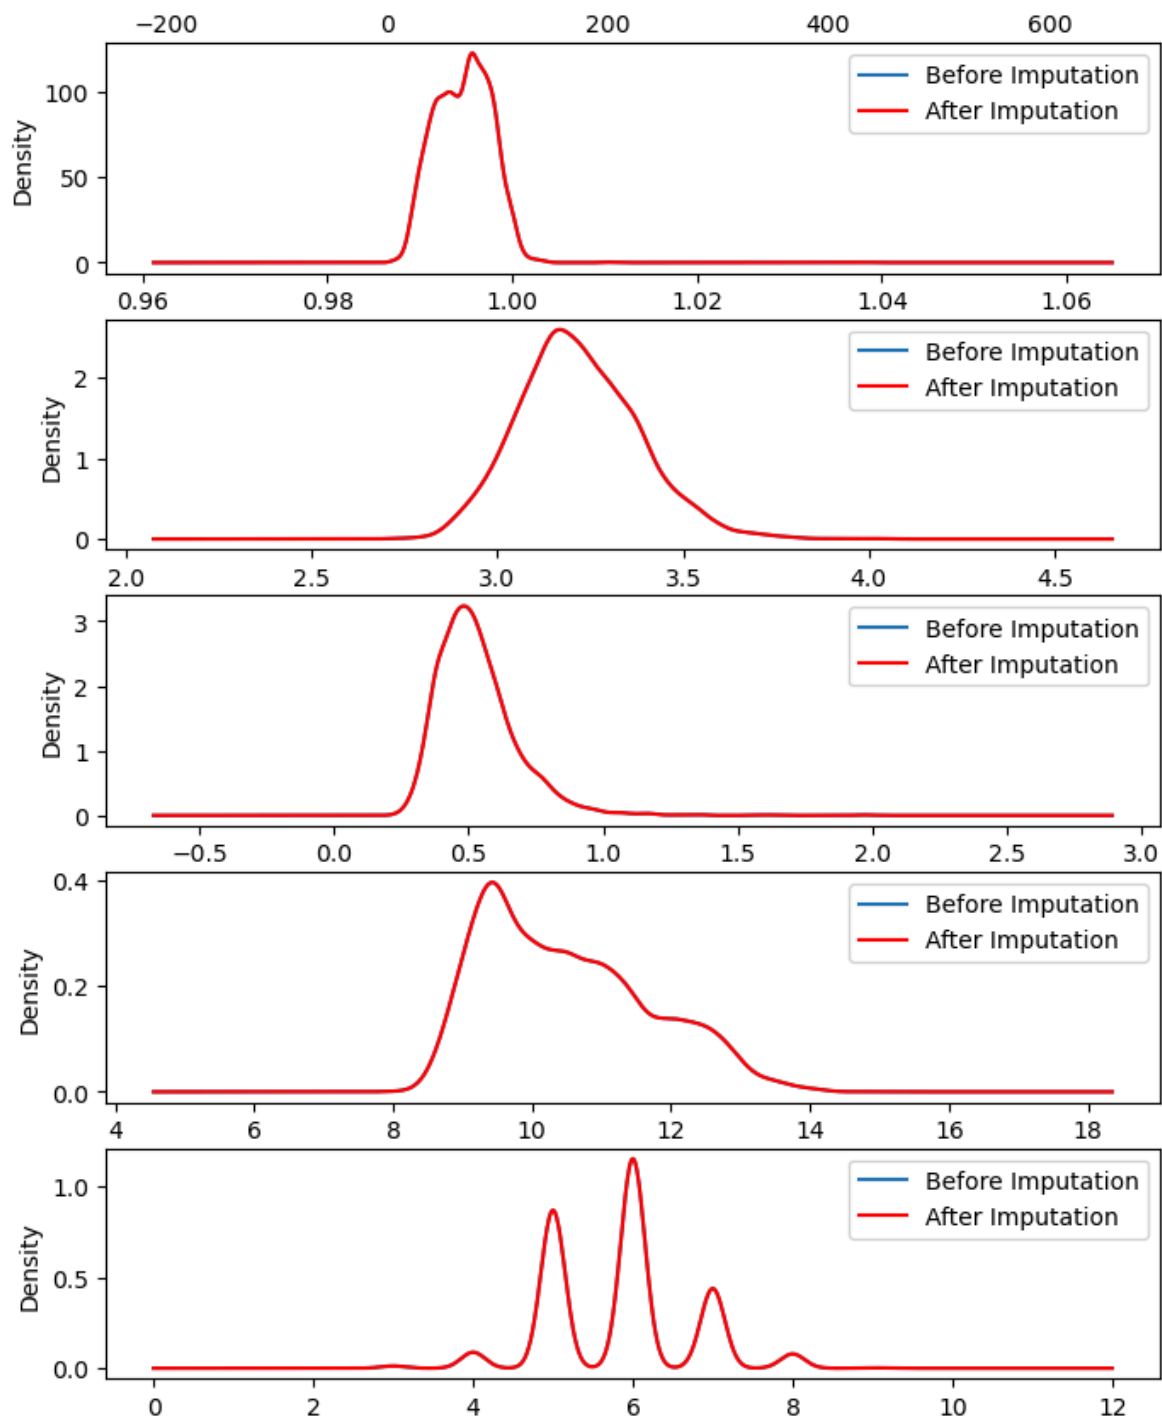 −200 0 200 400 600
Density
100
50
0
Before Imputation
After Imputation
0.96 0.98 1.00 1.02 1.04 1.06
Density
2
1
0
Before Imputation
After Imputation
2.0 2.5 3.0 3.5 4.0 4.5
Density
3
2
1
0
Before Imputation
After Imputation
−0.5 0.0 0.5 1.0 1.5 2.0 2.5 3.0
Density
0.4
0.2
0.0
Before Imputation
After Imputation
4 6 8 10 12 14 16 18
Density
1.0
0.5
0.0
Before Imputation
After Imputation
0 2 4 6 8 10 12